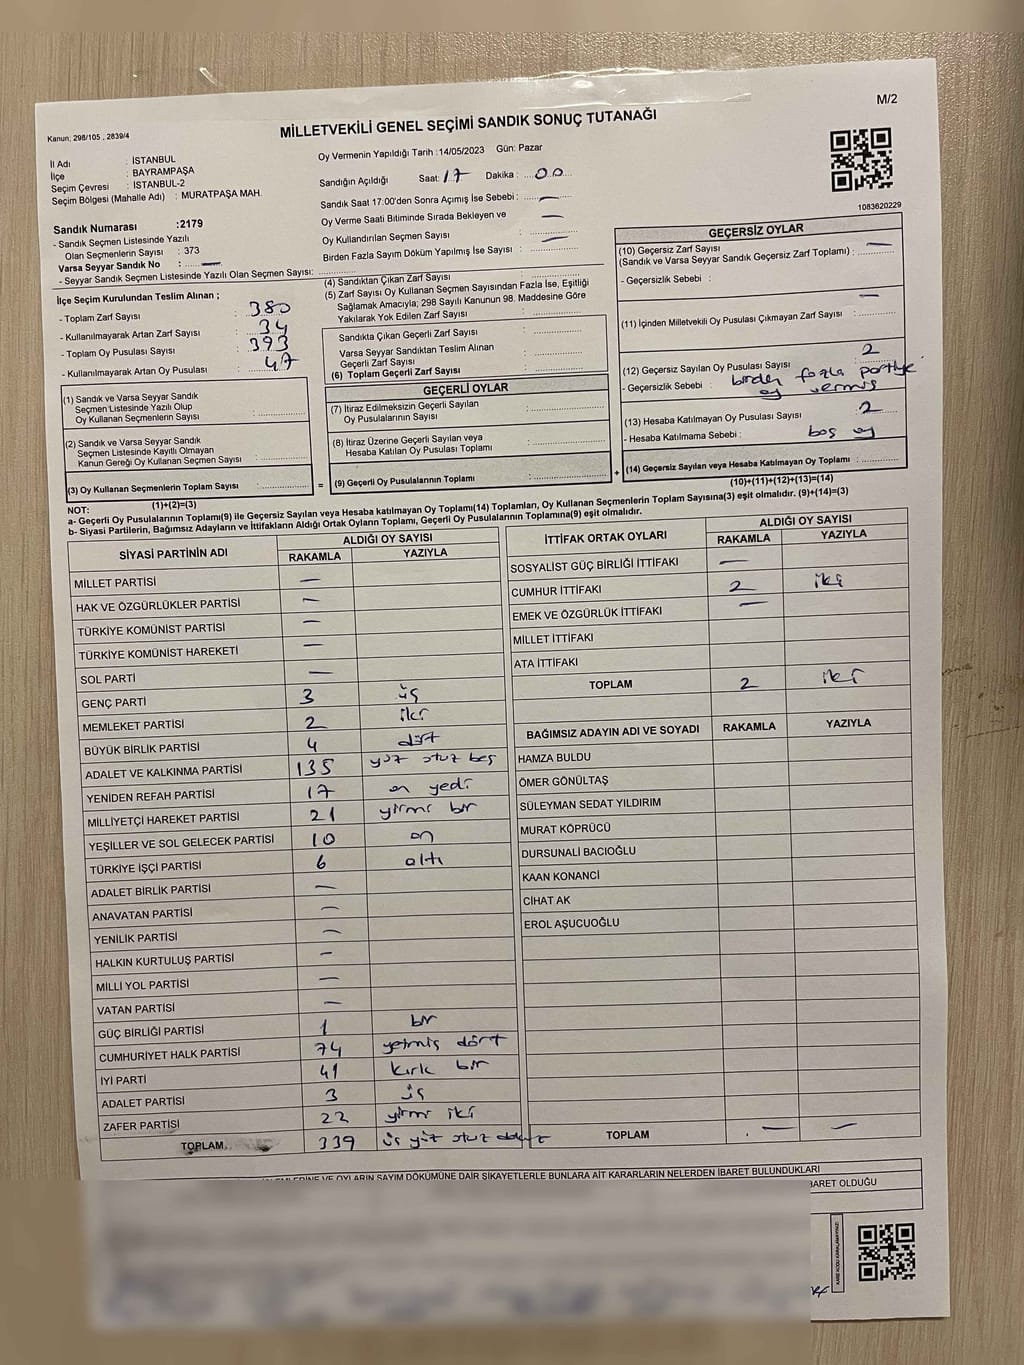 M/2
Kanun: 298/105 , 2839/4
MİLLETVEKİLİ GENEL SEÇİMİ SANDIK SONUÇ TUTANAĞI
İl Adı : İSTANBUL
İlçe : BAYRAMPAŞA
Seçim Çevresi : İSTANBUL-2
Seçim Bölgesi (Mahalle Adı) : MURATPAŞA MAH.
Sandık Numarası :2179
- Sandık Seçmen Listesinde Yazılı
Olan Seçmenlerin Sayısı : 373
Varsa Seyyar Sandık No : —
- Seyyar Sandık Seçmen Listesinde Yazılı Olan Seçmen Sayısı:
Oy Vermenin Yapıldığı Tarih :14/05/2023 Gün: Pazar
Sandığın Açıldığı Saat: 17 Dakika : 00
Sandık Saat 17:00'den Sonra Açımış İse Sebebi : —
Oy Verme Saati Bitiminde Sırada Bekleyen ve —
Oy Kullandırılan Seçmen Sayısı —
Birden Fazla Sayım Döküm Yapılmış İse Sayısı :
1083620229
İlçe Seçim Kurulundan Teslim Alınan ;
- Toplam Zarf Sayısı : 380
- Kullanılmayarak Artan Zarf Sayısı : 34
- Toplam Oy Pusulası Sayısı : 393
- Kullanılmayarak Artan Oy Pusulası : 47
(1) Sandık ve Varsa Seyyar Sandık
Seçmen Listesinde Yazılı Olup
Oy Kullanan Seçmenlerin Sayısı :
(2) Sandık ve Varsa Seyyar Sandık
Seçmen Listesinde Kayıtlı Olmayan
Kanun Gereği Oy Kullanan Seçmen Sayısı :
(3) Oy Kullanan Seçmenlerin Toplam Sayısı :
(1)+(2)=(3)
(4) Sandıktan Çıkan Zarf Sayısı :
(5) Zarf Sayısı Oy Kullanan Seçmen Sayısından Fazla İse, Eşitliği
Sağlamak Amacıyla; 298 Sayılı Kanunun 98. Maddesine Göre
Yakılarak Yok Edilen Zarf Sayısı :
Sandıkta Çıkan Geçerli Zarf Sayısı :
Varsa Seyyar Sandıktan Teslim Alınan
Geçerli Zarf Sayısı :
(6) Toplam Geçerli Zarf Sayısı :
GEÇERLİ OYLAR
(7) İtiraz Edilmeksizin Geçerli Sayılan
Oy Pusulalarının Sayısı :
(8) İtiraz Üzerine Geçerli Sayılan veya
Hesaba Katılan Oy Pusulası Toplamı :
= (9) Geçerli Oy Pusulalarının Toplamı : +
GEÇERSİZ OYLAR
(10) Geçersiz Zarf Sayısı
(Sandık ve Varsa Seyyar Sandık Geçersiz Zarf Toplamı) : —
- Geçersizlik Sebebi :
(11) İçinden Milletvekili Oy Pusulası Çıkmayan Zarf Sayısı : —
(12) Geçersiz Sayılan Oy Pusulası Sayısı : 2
- Geçersizlik Sebebi : birden fazla partiye
oy vermiş
(13) Hesaba Katılmayan Oy Pusulası Sayısı : 2
- Hesaba Katılmama Sebebi : boş oy
(14) Geçersiz Sayılan veya Hesaba Katılmayan Oy Toplamı :
(10)+(11)+(12)+(13)=(14)
NOT:
a- Geçerli Oy Pusulalarının Toplamı(9) ile Geçersiz Sayılan veya Hesaba katılmayan Oy Toplamı(14) Toplamları, Oy Kullanan Seçmenlerin Toplam Sayısına(3) eşit olmalıdır. (9)+(14)=(3)
b- Siyasi Partilerin, Bağımsız Adayların ve İttifakların Aldığı Ortak Oyların Toplamı, Geçerli Oy Pusulalarının Toplamına(9) eşit olmalıdır.
SİYASİ PARTİNİN ADI ALDIĞI OY SAYISI
RAKAMLA YAZIYLA
MİLLET PARTİSİ —
HAK VE ÖZGÜRLÜKLER PARTİSİ —
TÜRKİYE KOMÜNİST PARTİSİ —
TÜRKİYE KOMÜNİST HAREKETİ —
SOL PARTİ —
GENÇ PARTİ 3 üç
MEMLEKET PARTİSİ 2 iki
BÜYÜK BİRLİK PARTİSİ 4 dört
ADALET VE KALKINMA PARTİSİ 135 yüz otuz beş
YENİDEN REFAH PARTİSİ 17 on yedi
MİLLİYETÇİ HAREKET PARTİSİ 21 yirmi bir
YEŞİLLER VE SOL GELECEK PARTİSİ 10 on
TÜRKİYE İŞÇİ PARTİSİ 6 altı
ADALET BİRLİK PARTİSİ —
ANAVATAN PARTİSİ —
YENİLİK PARTİSİ —
HALKIN KURTULUŞ PARTİSİ —
MİLLİ YOL PARTİSİ —
VATAN PARTİSİ —
GÜÇ BİRLİĞİ PARTİSİ 1 bir
CUMHURİYET HALK PARTİSİ 74 yetmiş dört
İYİ PARTİ 41 kırk bir
ADALET PARTİSİ 3 üç
ZAFER PARTİSİ 22 yirmi iki
TOPLAM 339 üç yüz otuz dokuz
İTTİFAK ORTAK OYLARI ALDIĞI OY SAYISI
RAKAMLA YAZIYLA
SOSYALİST GÜÇ BİRLİĞİ İTTİFAKI —
CUMHUR İTTİFAKI 2 iki
EMEK VE ÖZGÜRLÜK İTTİFAKI —
MİLLET İTTİFAKI
ATA İTTİFAKI
TOPLAM 2 iki
BAĞIMSIZ ADAYIN ADI VE SOYADI RAKAMLA YAZIYLA
HAMZA BULDU
ÖMER GÖNÜLTAŞ
SÜLEYMAN SEDAT YILDIRIM
MURAT KÖPRÜCÜ
DURSUNALİ BACIOĞLU
KAAN KONANCİ
CİHAT AK
EROL AŞUCUOĞLU
TOPLAM — —
OYLARIN SAYIM DÖKÜMÜNE DAİR ŞİKAYETLERLE BUNLARA AİT KARARLARIN NELERDEN İBARET BULUNDUKLARI
BARET OLDUĞU